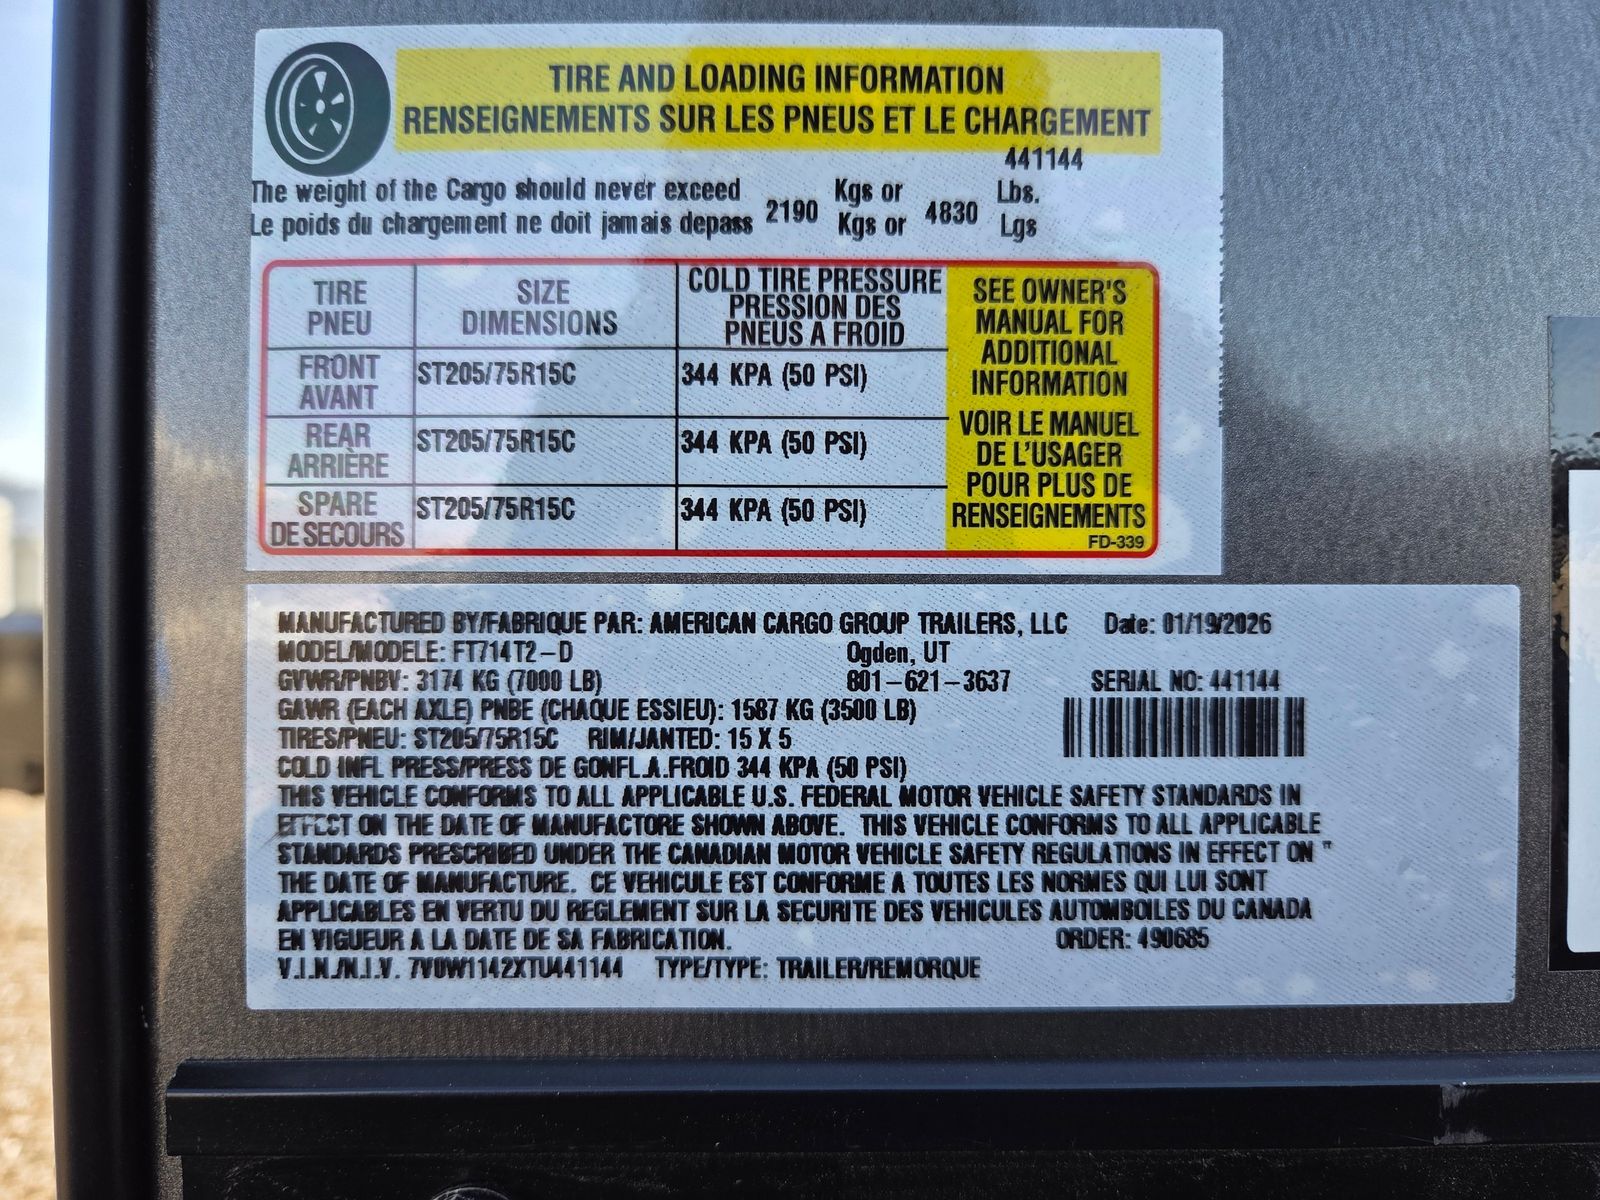 TIRE AND LOADING INFORMATION
RENSEIGNEMENTS SUR LES PNEUS ET LE CHARGEMENT
441144
The weight of the Cargo should never exceed 2190 Kgs or 4830 Lbs.
Le poids du chargement ne doit jamais depass Kgs or Lgs
TIRE PNEU SIZE DIMENSIONS COLD TIRE PRESSURE PRESSION DES PNEUS A FROID
FRONT AVANT ST205/75R15C 344 KPA (50 PSI)
REAR ARRIÈRE ST205/75R15C 344 KPA (50 PSI)
SPARE DE SECOURS ST205/75R15C 344 KPA (50 PSI)
SEE OWNER'S
MANUAL FOR
ADDITIONAL
INFORMATION
VOIR LE MANUEL
DE L'USAGER
POUR PLUS DE
RENSEIGNEMENTS
FD-339
MANUFACTURED BY/FABRIQUE PAR: AMERICAN CARGO GROUP TRAILERS, LLC Date: 01/19/2026
MODEL/MODELE: FT714T2-D Ogden, UT
GVWR/PNBV: 3174 KG (7000 LB) 801-621-3637 SERIAL NO: 441144
GAWR (EACH AXLE) PNBE (CHAQUE ESSIEU): 1587 KG (3500 LB)
TIRES/PNEU: ST205/75R15C RIM/JANTED: 15 X 5
COLD INFL PRESS/PRESS DE GONFL.A.FROID 344 KPA (50 PSI)
THIS VEHICLE CONFORMS TO ALL APPLICABLE U.S. FEDERAL MOTOR VEHICLE SAFETY STANDARDS IN
EFFECT ON THE DATE OF MANUFACTORE SHOWN ABOVE. THIS VEHICLE CONFORMS TO ALL APPLICABLE
STANDARDS PRESCRIBED UNDER THE CANADIAN MOTOR VEHICLE SAFETY REGULATIONS IN EFFECT ON "
THE DATE OF MANUFACTURE. CE VEHICULE EST CONFORME A TOUTES LES NORMES QUI LUI SONT
APPLICABLES EN VERTU DU REGLEMENT SUR LA SECURITE DES VEHICULES AUTOMBOILES DU CANADA
EN VIGUEUR A LA DATE DE SA FABRICATION. ORDER: 490685
V.I.N./N.I.V. 7V0W1142XTU441144 TYPE/TYPE: TRAILER/REMORQUE